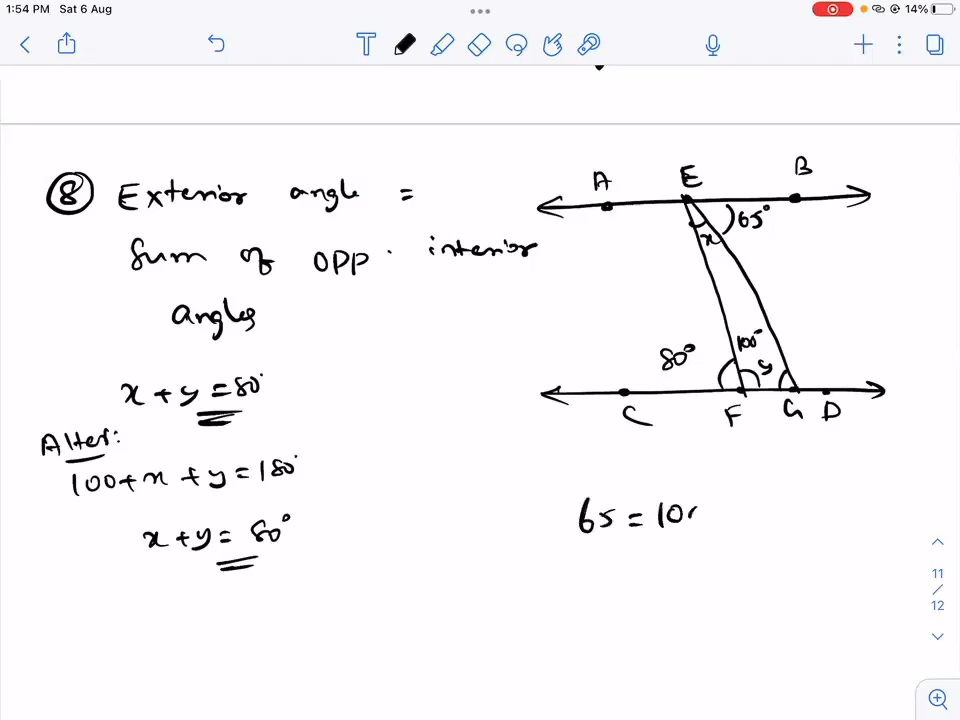 1:54 PM Sat 6 Aug
14%
8 Exterior angle =
Sum of opp. interior
angles
x + y = 80°
Alter:
100 + x + y = 180°
x + y = 80°
A E B
x 65°
80° 100° y
C F G D
65 = 10
11
/
12